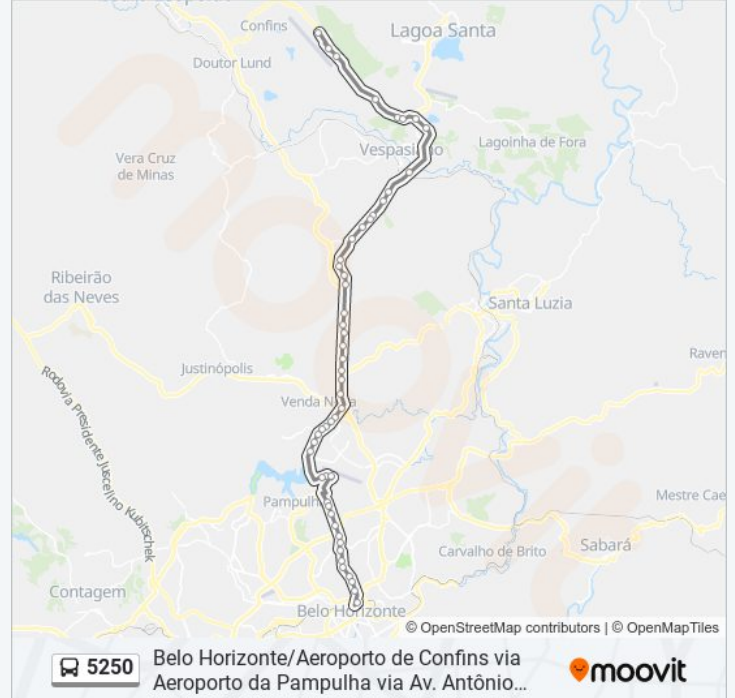 Confins
Lagoa Santa
Doutor Lund
Lagoinha de Fora
Vespasiano
Vera Cruz
de Minas
Ribeirão
das Neves
Santa Luzia
Raven
Justinópolis
Venda Nova
Rodovia Presidente Juscelino Kubitschek
Pampulha
Mestre Cae
Carvalho de Brito
Sabará
Contagem
Belo Horizonte
© OpenStreetMap contributors | © OpenMapTiles
5250
Belo Horizonte/Aeroporto de Confins via
Aeroporto da Pampulha via Av. Antônio...
moovit